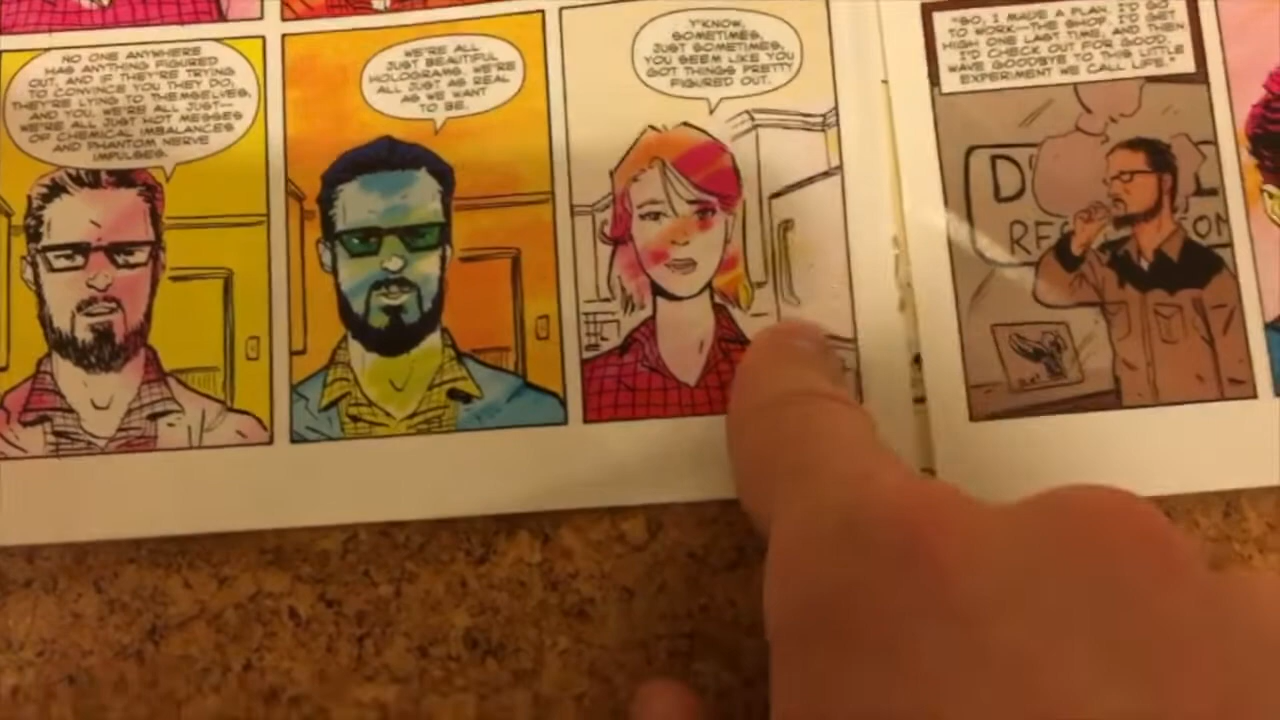 NO ONE ANYWHERE
HAS ANYTHING FIGURED
OUT, AND IF THEY'RE TRYING
TO CONVINCE YOU THEY DO,
THEY'RE LYING TO THEMSELVES,
AND YOU. WE'RE ALL JUST—
WE'RE ALL JUST HOT MESSES
OF CHEMICAL IMBALANCES
AND PHANTOM NERVE
IMPULSES.
WE'RE ALL
JUST BEAUTIFUL
HOLOGRAMS. WE'RE
ALL JUST AS REAL
AS WE WANT
TO BE.
Y'KNOW,
SOMETIMES,
JUST SOMETIMES,
YOU SEEM LIKE YOU
GOT THINGS PRETTY
FIGURED OUT.
"SO, I MADE A PLAN. I'D GO
TO WORK—THE SHOP. I'D GET
HIGH ONE LAST TIME, AND THEN
I'D CHECK OUT FOR GOOD.
WAVE GOODBYE TO THE LITTLE
EXPERIMENT WE CALL LIFE."